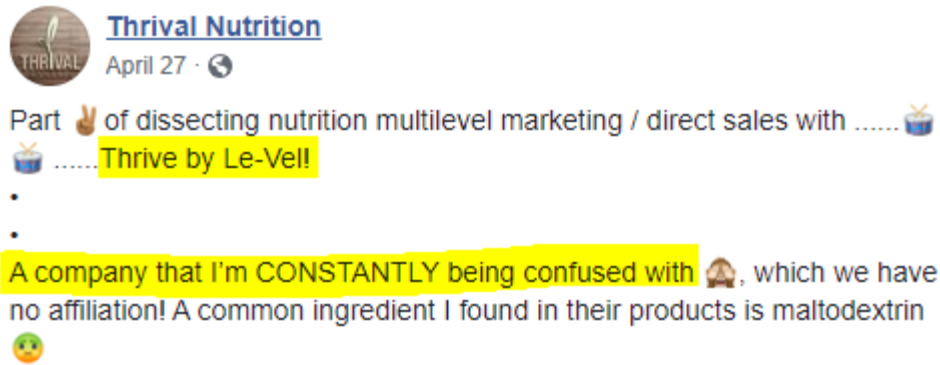 Thrival Nutrition
THRIVAL
April 27 ·
Part ✌🏽 of dissecting nutrition multilevel marketing / direct sales with ......🥁
🥁 ......Thrive by Le-Vel!
•
•
A company that I’m CONSTANTLY being confused with 🙈, which we have
no affiliation! A common ingredient I found in their products is maltodextrin
🤢